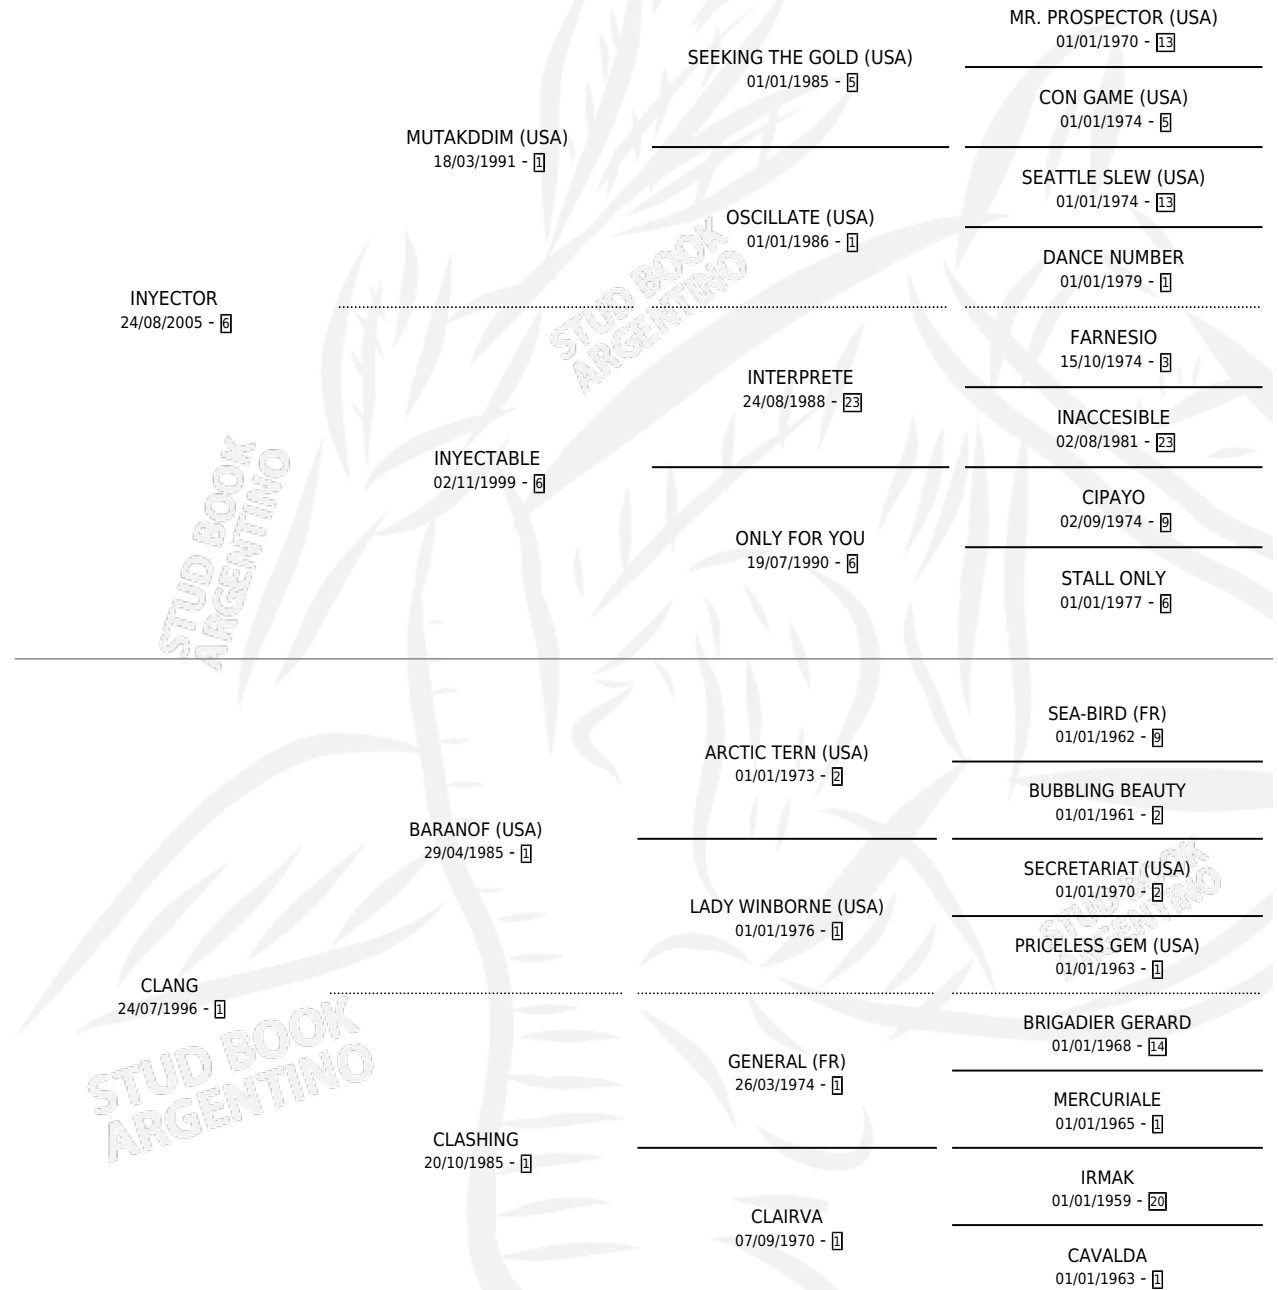 MR. PROSPECTOR (USA)
01/01/1970 - 13
SEEKING THE GOLD (USA)
01/01/1985 - 5
CON GAME (USA)
01/01/1974 - 5
MUTAKDDIM (USA)
18/03/1991 - 1
SEATTLE SLEW (USA)
01/01/1974 - 13
OSCILLATE (USA)
01/01/1986 - 1
DANCE NUMBER
01/01/1979 - 1
INYECTOR
24/08/2005 - 6
FARNESIO
15/10/1974 - 3
INTERPRETE
24/08/1988 - 23
INACCESIBLE
02/08/1981 - 23
INYECTABLE
02/11/1999 - 6
CIPAYO
02/09/1974 - 9
ONLY FOR YOU
19/07/1990 - 6
STALL ONLY
01/01/1977 - 6
SEA-BIRD (FR)
01/01/1962 - 9
ARCTIC TERN (USA)
01/01/1973 - 2
BUBBLING BEAUTY
01/01/1961 - 2
BARANOF (USA)
29/04/1985 - 1
SECRETARIAT (USA)
01/01/1970 - 2
LADY WINBORNE (USA)
01/01/1976 - 1
PRICELESS GEM (USA)
01/01/1963 - 1
CLANG
24/07/1996 - 1
BRIGADIER GERARD
01/01/1968 - 14
GENERAL (FR)
26/03/1974 - 1
MERCURIALE
01/01/1965 - 1
CLASHING
20/10/1985 - 1
IRMAK
01/01/1959 - 20
CLAIRVA
07/09/1970 - 1
CAVALDA
01/01/1963 - 1
STUD BOOK
ARGENTINO
STUD BOOK
ARGENTINO
STUD BOOK
ARGENTINO
STUD BOOK
ARGENTINO